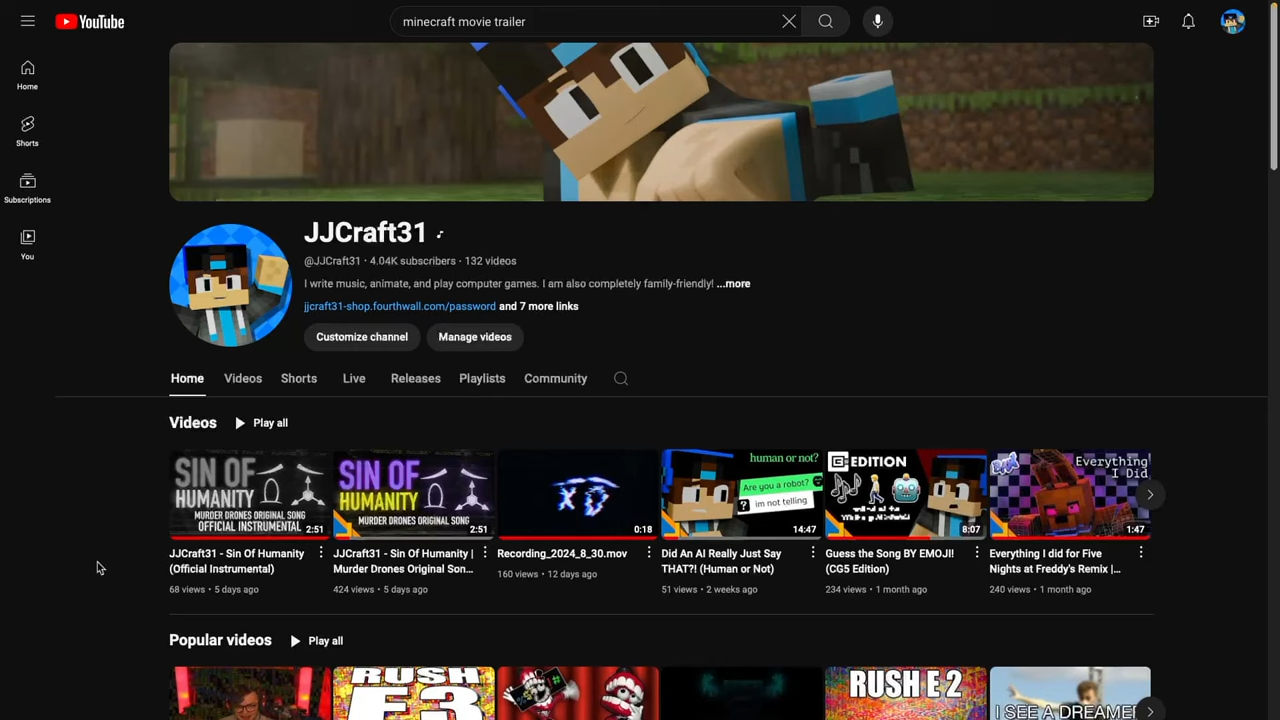 YouTube
minecraft movie trailer
Home
Shorts
Subscriptions
You
JJCraft31
@JJCraft31 · 4.04K subscribers · 132 videos
I write music, animate, and play computer games. I am also completely family-friendly! ...more
jjcraft31-shop.fourthwall.com/password and 7 more links
Customize channel
Manage videos
Home
Videos
Shorts
Live
Releases
Playlists
Community
Videos
Play all
SIN OF
HUMANITY
MURDER DRONES ORIGINAL SONG
OFFICIAL INSTRUMENTAL
2:51
JJCraft31 - Sin Of Humanity
(Official Instrumental)
68 views · 5 days ago
SIN OF
HUMANITY
MURDER DRONES ORIGINAL SONG
2:51
JJCraft31 - Sin Of Humanity |
Murder Drones Original Son...
424 views · 5 days ago
0:18
Recording_2024_8_30.mov
160 views · 12 days ago
human or not?
Are you a robot?
im not telling
14:47
Did An AI Really Just Say
THAT?! (Human or Not)
51 views · 2 weeks ago
EDITION
8:07
Guess the Song BY EMOJI!
(CG5 Edition)
234 views · 1 month ago
Everything
I Did
1:47
Everything I did for Five
Nights at Freddy's Remix |...
240 views · 1 month ago
Popular videos
Play all
RUSH
E 3
RUSH E 2
I SEE A DREAMER